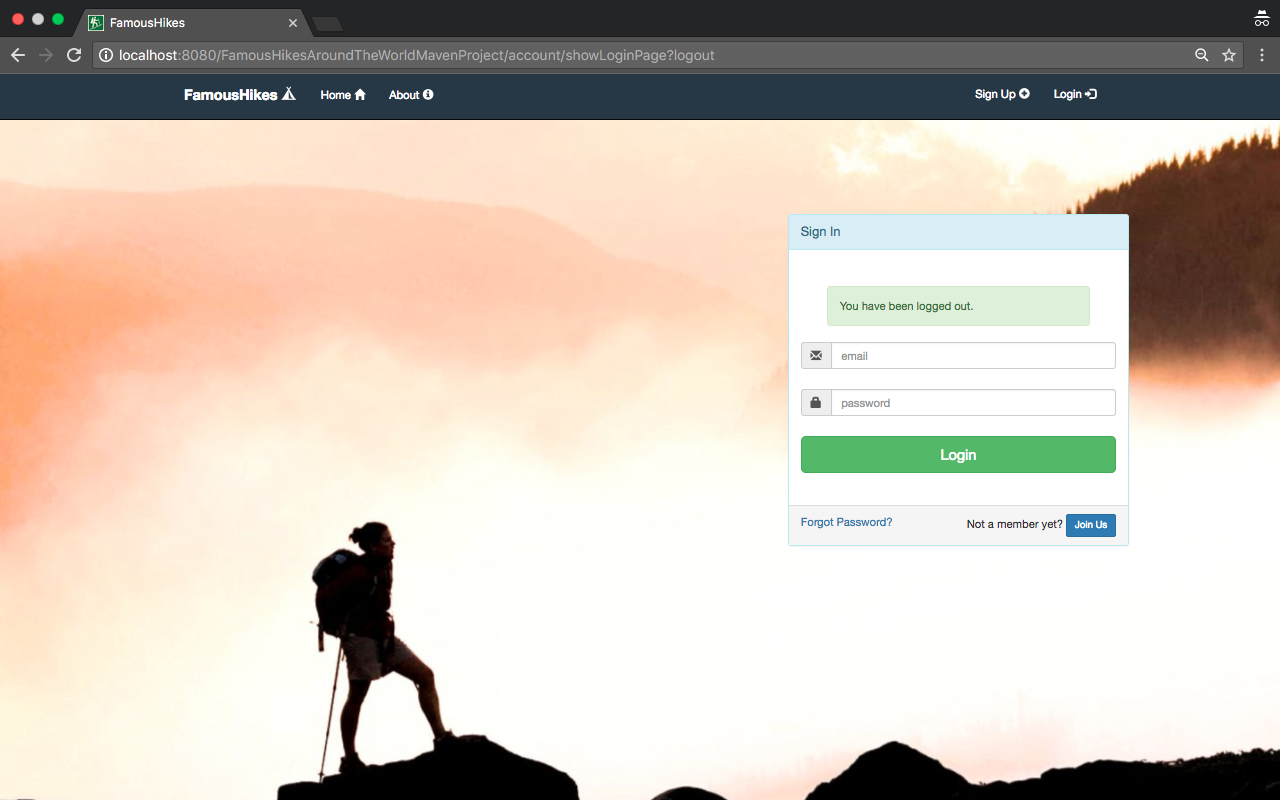 FamousHikes
localhost:8080/FamousHikesAroundTheWorldMavenProject/account/showLoginPage?logout
FamousHikes Home About Sign Up Login
Sign In
You have been logged out.
email
password
Login
Forgot Password? Not a member yet? Join Us